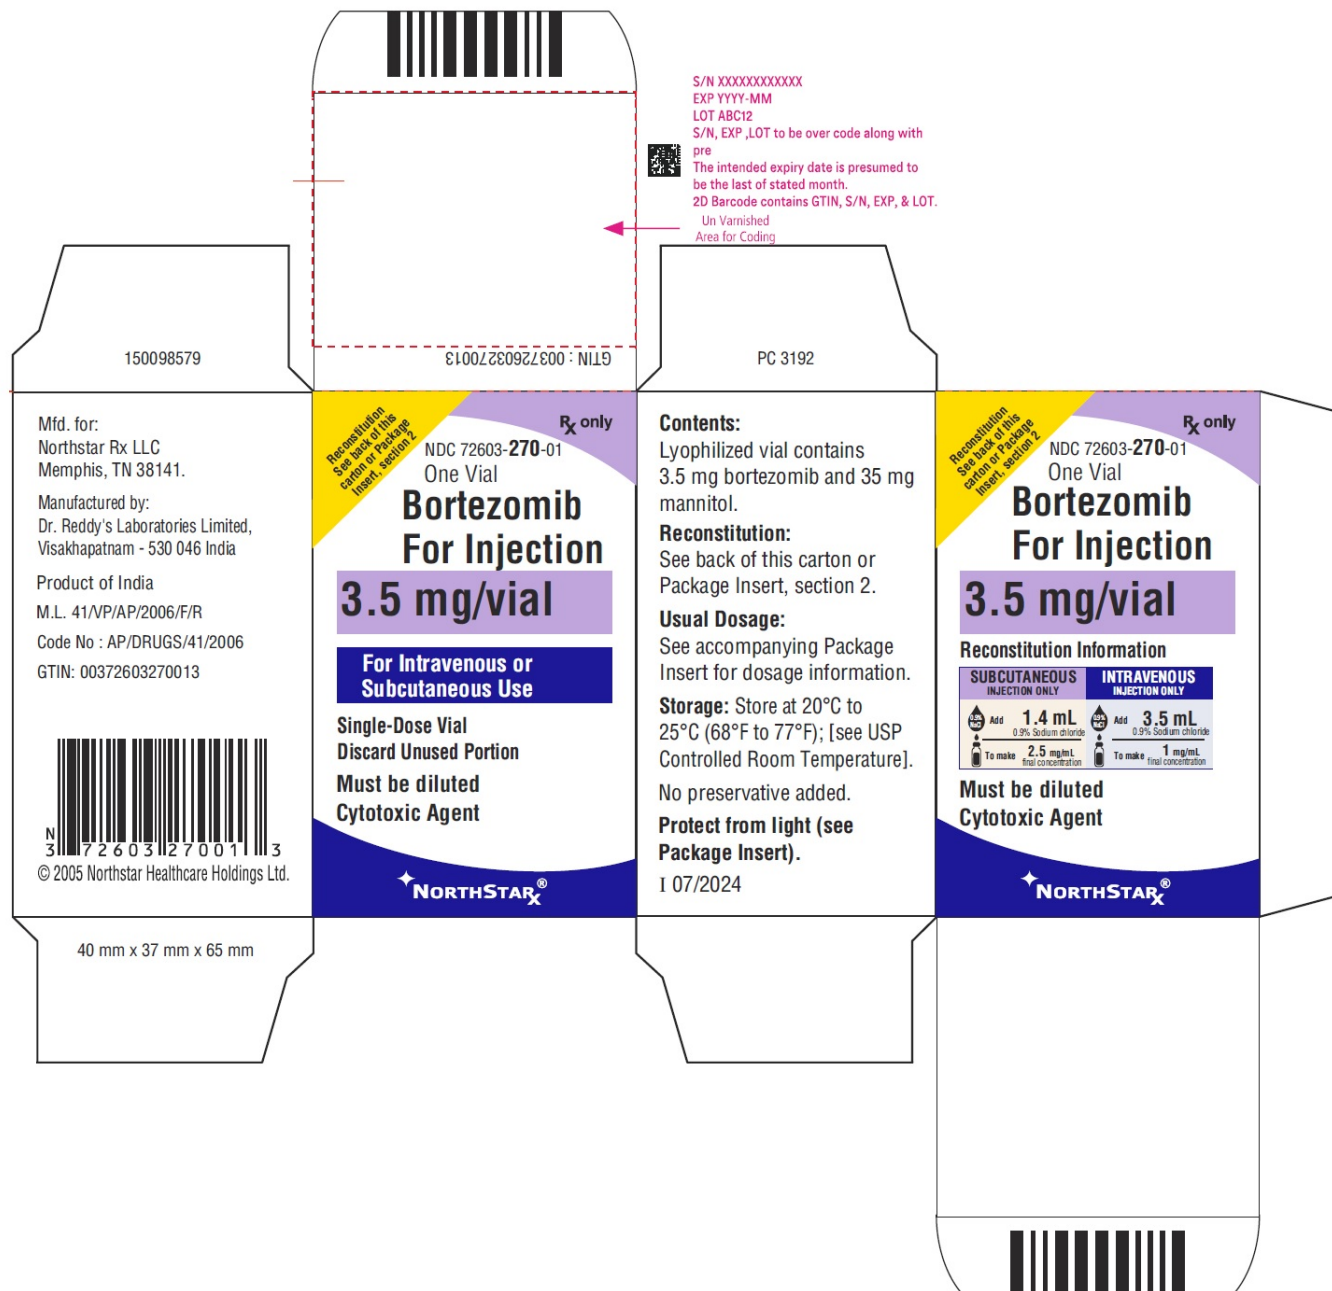 S/N XXXXXXXXXXXX
EXP YYYY-MM
LOT ABC12
S/N, EXP ,LOT to be over code along with
pre
The intended expiry date is presumed to
be the last of stated month.
2D Barcode contains GTIN, S/N, EXP, & LOT.
Un Varnished
Area for Coding
150098579
GTIN : 00372603270013
PC 3192
Mfd. for:
Northstar Rx LLC
Memphis, TN 38141.
Manufactured by:
Dr. Reddy's Laboratories Limited,
Visakhapatnam - 530 046 India
Product of India
M.L. 41/VP/AP/2006/F/R
Code No : AP/DRUGS/41/2006
GTIN: 00372603270013
N
3 72603 27001 3
© 2005 Northstar Healthcare Holdings Ltd.
40 mm x 37 mm x 65 mm
Reconstitution
See back of this
carton or Package
Insert, section 2
Rx only
NDC 72603-270-01
One Vial
Bortezomib
For Injection
3.5 mg/vial
For Intravenous or
Subcutaneous Use
Single-Dose Vial
Discard Unused Portion
Must be diluted
Cytotoxic Agent
NORTHSTARx®
Contents:
Lyophilized vial contains
3.5 mg bortezomib and 35 mg
mannitol.
Reconstitution:
See back of this carton or
Package Insert, section 2.
Usual Dosage:
See accompanying Package
Insert for dosage information.
Storage: Store at 20°C to
25°C (68°F to 77°F); [see USP
Controlled Room Temperature].
No preservative added.
Protect from light (see
Package Insert).
I 07/2024
Reconstitution
See back of this
carton or Package
Insert, section 2
Rx only
NDC 72603-270-01
One Vial
Bortezomib
For Injection
3.5 mg/vial
Reconstitution Information
SUBCUTANEOUS
INJECTION ONLY
0.9%
NaCl
Add 1.4 mL
0.9% Sodium chloride
To make 2.5 mg/mL
final concentration
INTRAVENOUS
INJECTION ONLY
0.9%
NaCl
Add 3.5 mL
0.9% Sodium chloride
To make 1 mg/mL
final concentration
Must be diluted
Cytotoxic Agent
NORTHSTARx®